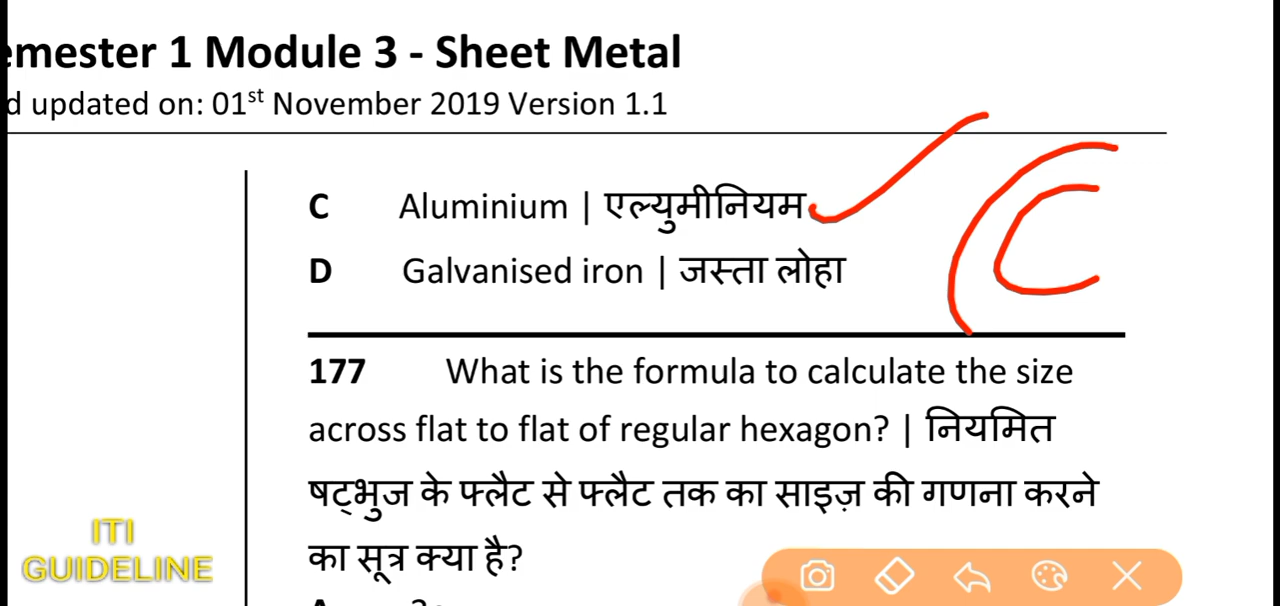 emester 1 Module 3 - Sheet Metal
d updated on: 01st November 2019 Version 1.1
C Aluminium | एल्युमीनियम
D Galvanised iron | जस्ता लोहा
C
177 What is the formula to calculate the size
across flat to flat of regular hexagon? | नियमित
षट्भुज के फ्लैट से फ्लैट तक का साइज़ की गणना करने
का सूत्र क्या है?
ITI
GUIDELINE